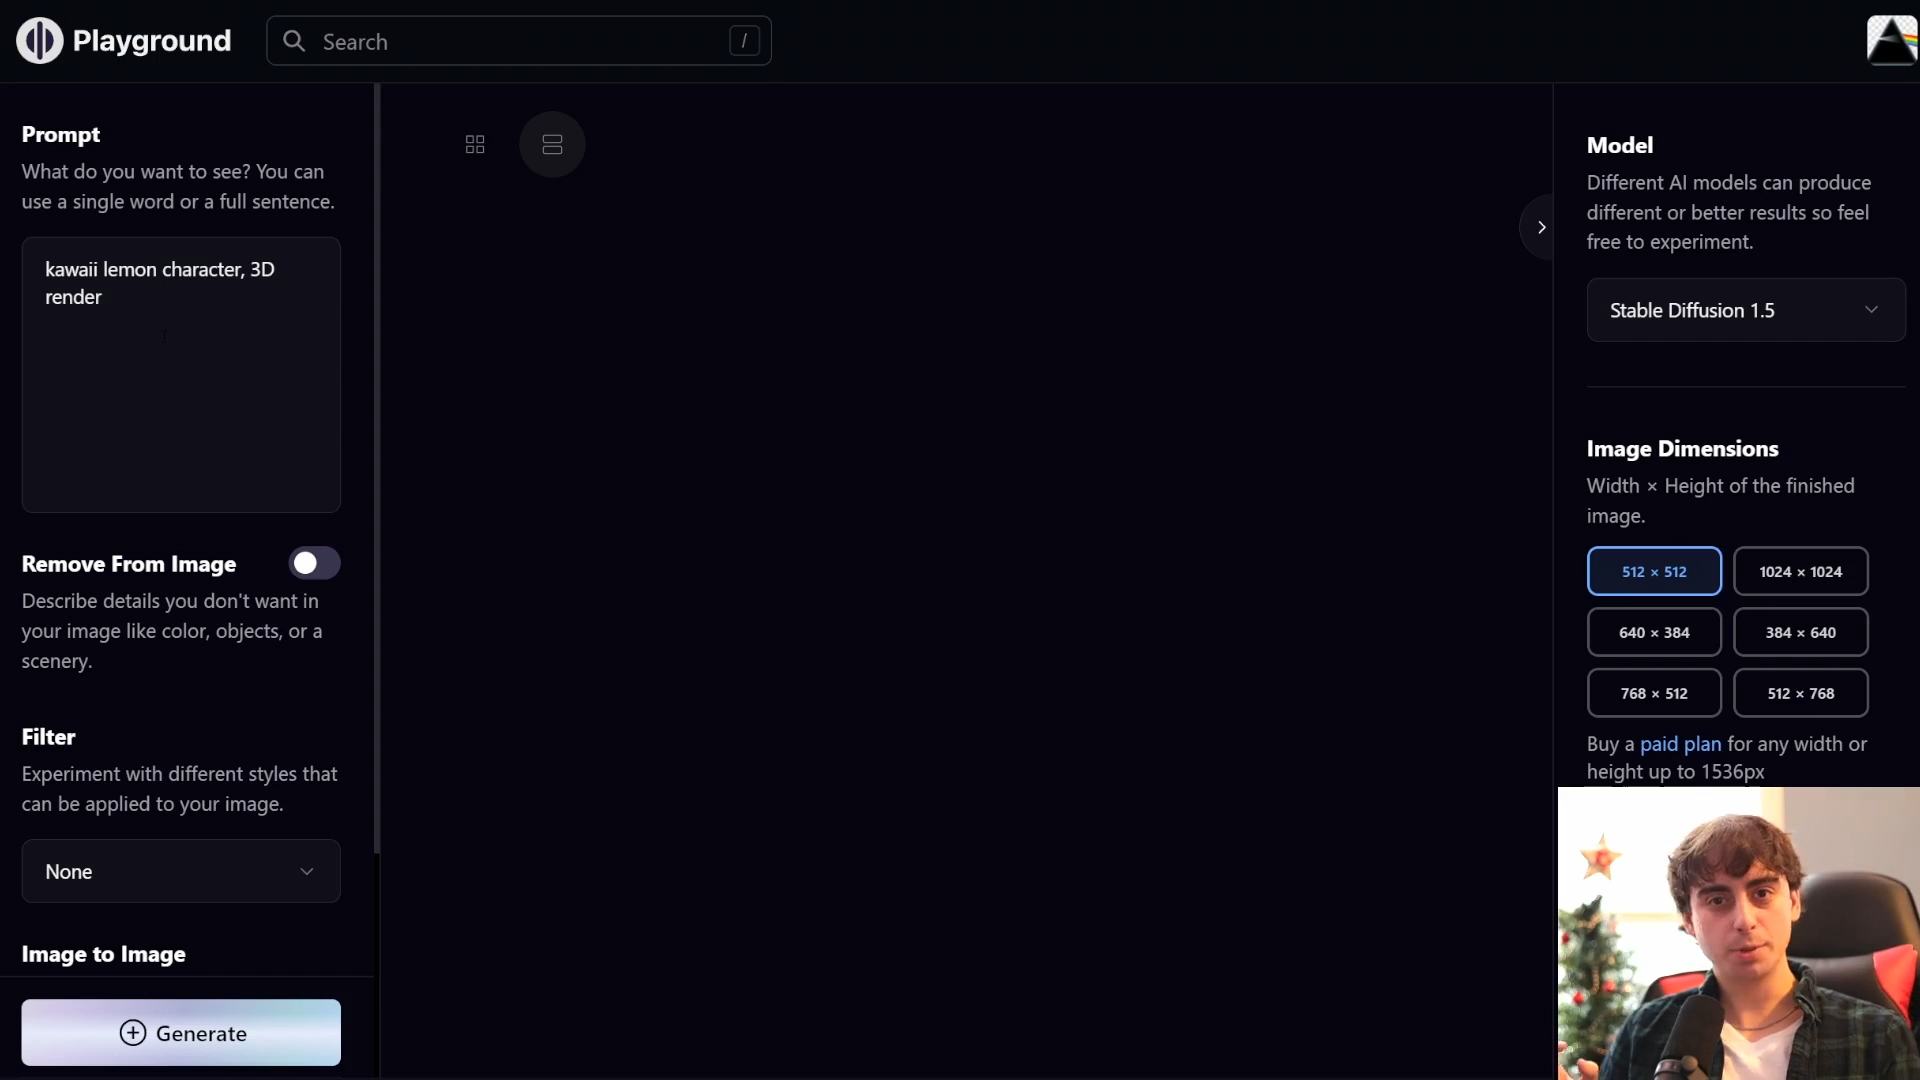 Playground
Search
/
Prompt
What do you want to see? You can
use a single word or a full sentence.
kawaii lemon character, 3D
render
Remove From Image
Describe details you don't want in
your image like color, objects, or a
scenery.
Filter
Experiment with different styles that
can be applied to your image.
None
Image to Image
Generate
Model
Different AI models can produce
different or better results so feel
free to experiment.
Stable Diffusion 1.5
Image Dimensions
Width × Height of the finished
image.
512 × 512
1024 × 1024
640 × 384
384 × 640
768 × 512
512 × 768
Buy a paid plan for any width or
height up to 1536px